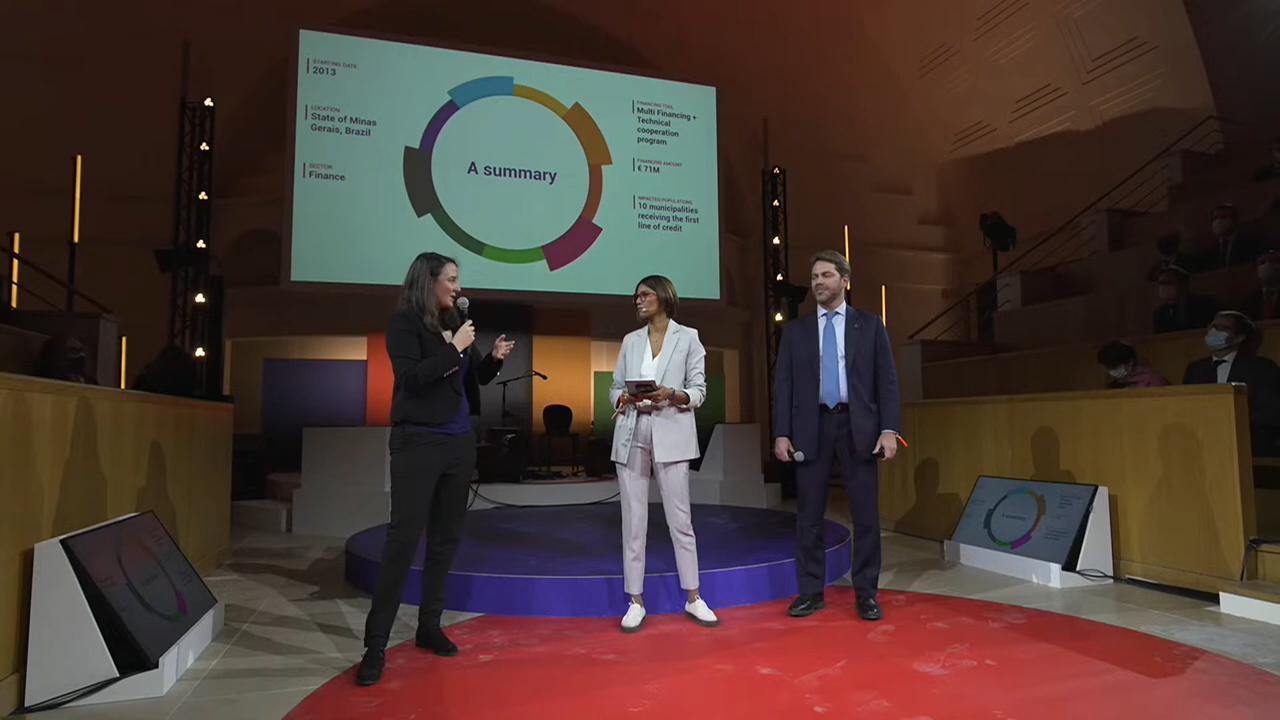 STARTING DATE
2013
LOCATION
State of Minas
Gerais, Brazil
SECTOR
Finance
A summary
FINANCING TOOL
Multi Financing +
Technical
cooperation
program
FINANCING AMOUNT
€ 71M
IMPACTED POPULATIONS
10 municipalities
receiving the first
line of credit
A summary